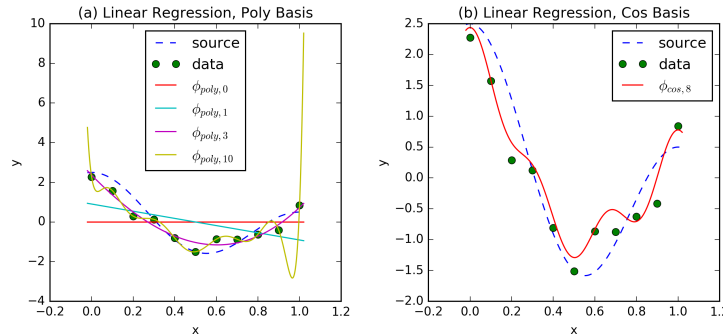 (a) Linear Regression, Poly Basis
10
8
6
4
2
0
−2
−4
y
−0.2 0.0 0.2 0.4 0.6 0.8 1.0 1.2
x
source
data
ϕpoly,0
ϕpoly,1
ϕpoly,3
ϕpoly,10
(b) Linear Regression, Cos Basis
2.5
2.0
1.5
1.0
0.5
0.0
−0.5
−1.0
−1.5
−2.0
y
−0.2 0.0 0.2 0.4 0.6 0.8 1.0 1.2
x
source
data
ϕcos,8